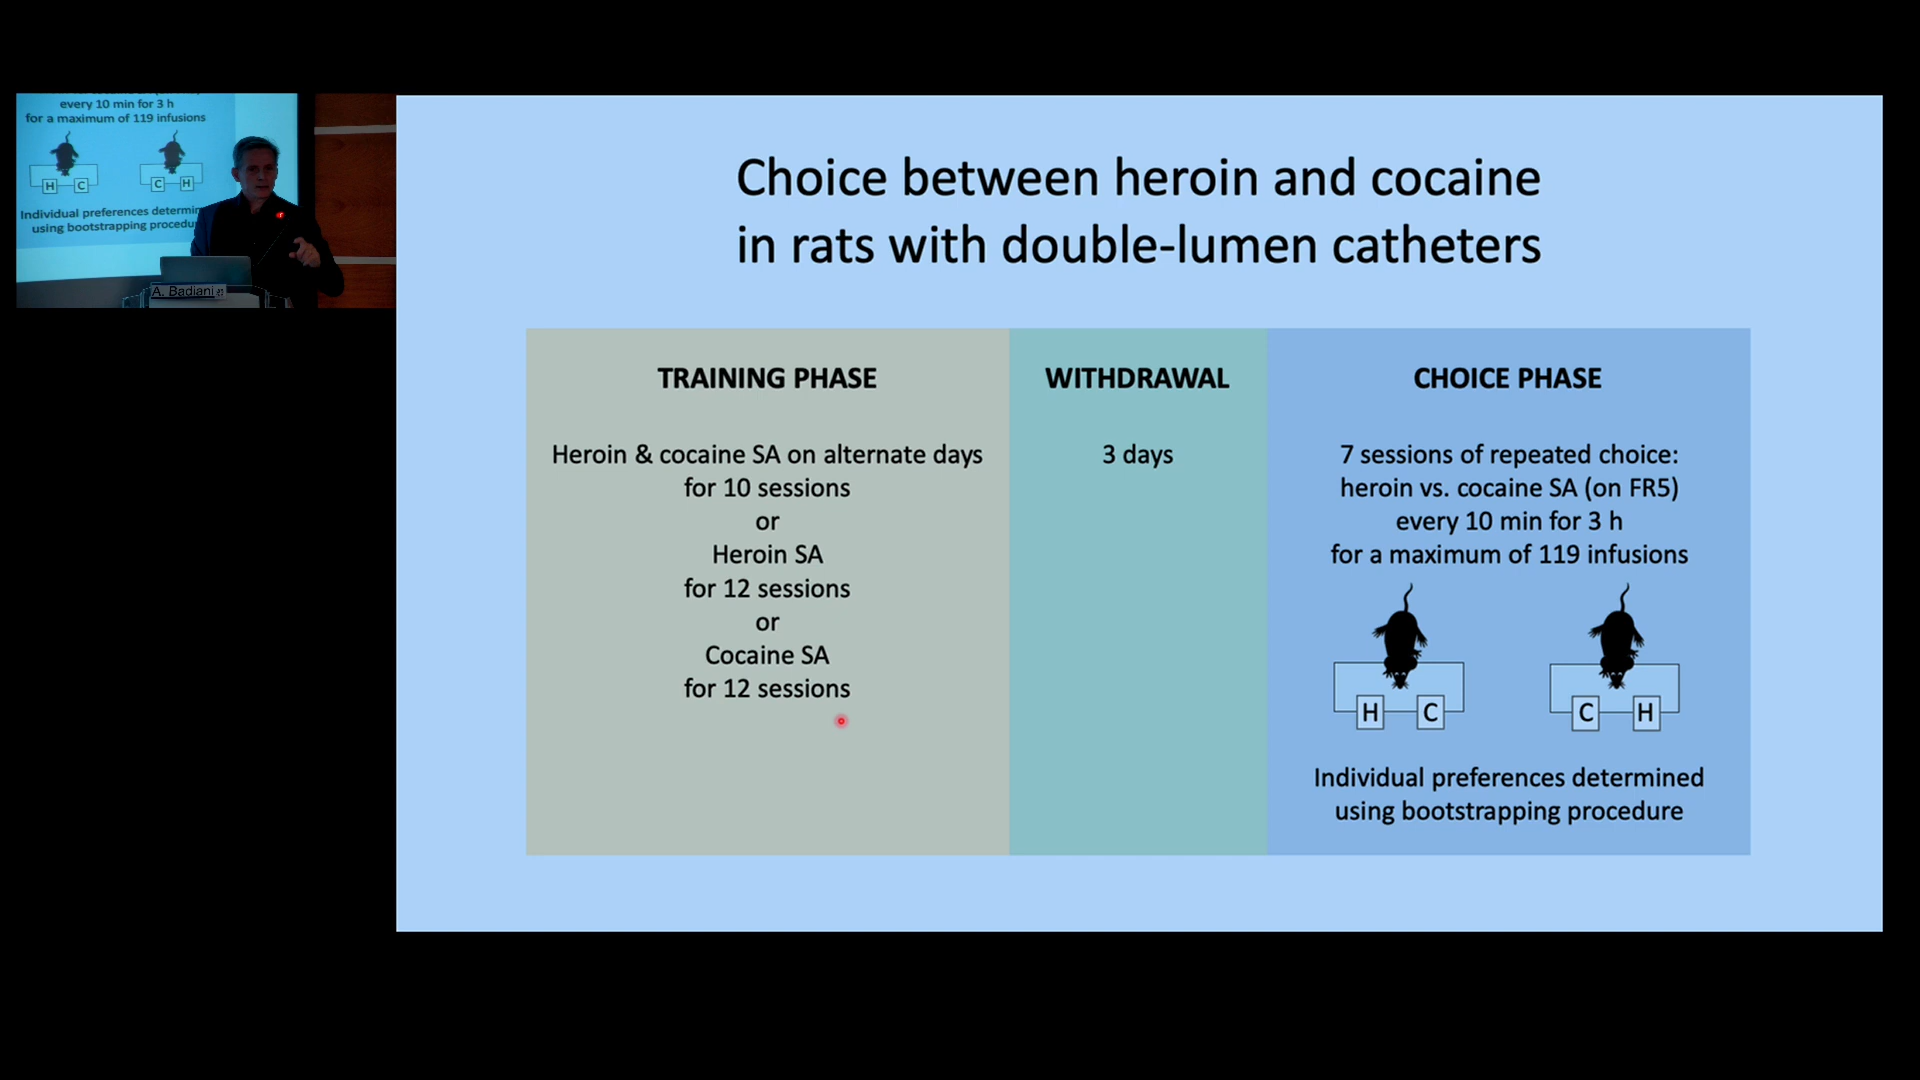 every 10 min for 3 h
for a maximum of 119 infusions
H C
C H
Individual preferences determin
using bootstrapping procedu
A. Badiani
Choice between heroin and cocaine
in rats with double-lumen catheters
TRAINING PHASE
Heroin & cocaine SA on alternate days
for 10 sessions
or
Heroin SA
for 12 sessions
or
Cocaine SA
for 12 sessions
WITHDRAWAL
3 days
CHOICE PHASE
7 sessions of repeated choice:
heroin vs. cocaine SA (on FR5)
every 10 min for 3 h
for a maximum of 119 infusions
H C
C H
Individual preferences determined
using bootstrapping procedure